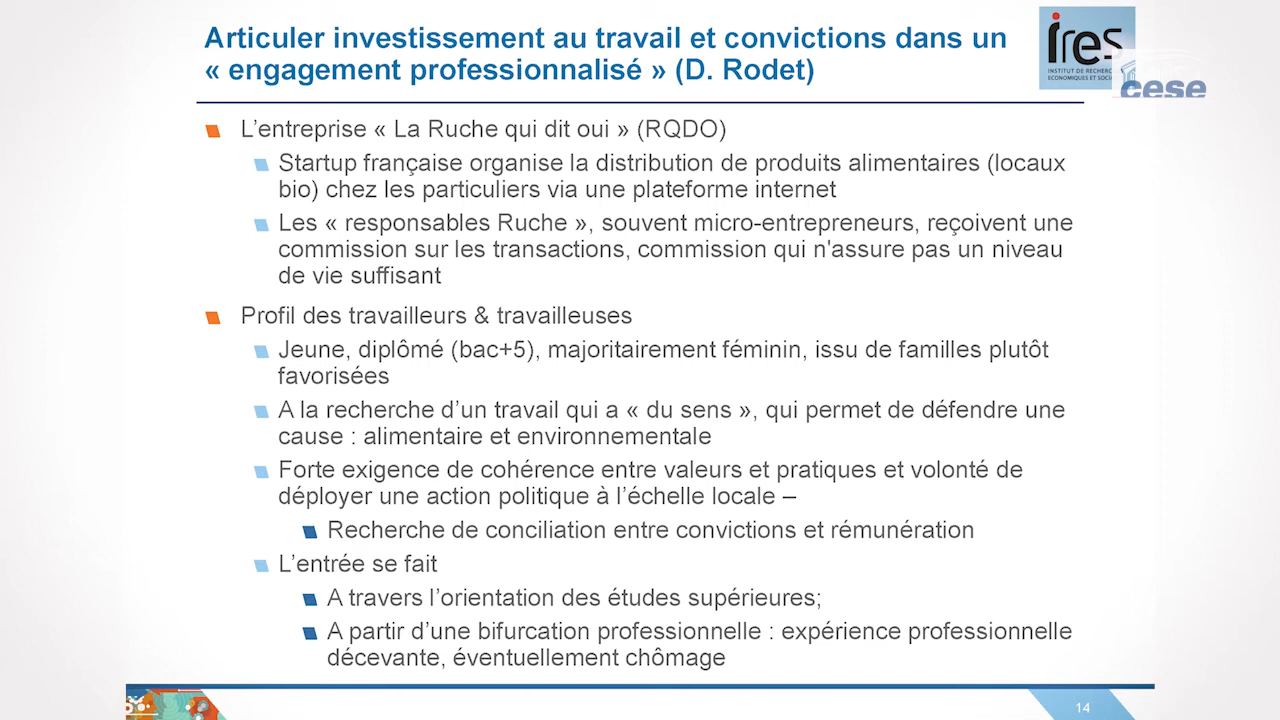 Articuler investissement au travail et convictions dans un
« engagement professionnalisé » (D. Rodet)
ires
INSTITUT DE RECHERC
ECONOMIQUES ET SOCI
cese
L'entreprise « La Ruche qui dit oui » (RQDO)
Startup française organise la distribution de produits alimentaires (locaux
bio) chez les particuliers via une plateforme internet
Les « responsables Ruche », souvent micro-entrepreneurs, reçoivent une
commission sur les transactions, commission qui n'assure pas un niveau
de vie suffisant
Profil des travailleurs & travailleuses
Jeune, diplômé (bac+5), majoritairement féminin, issu de familles plutôt
favorisées
A la recherche d'un travail qui a « du sens », qui permet de défendre une
cause : alimentaire et environnementale
Forte exigence de cohérence entre valeurs et pratiques et volonté de
déployer une action politique à l'échelle locale –
Recherche de conciliation entre convictions et rémunération
L'entrée se fait
A travers l'orientation des études supérieures;
A partir d'une bifurcation professionnelle : expérience professionnelle
décevante, éventuellement chômage
14